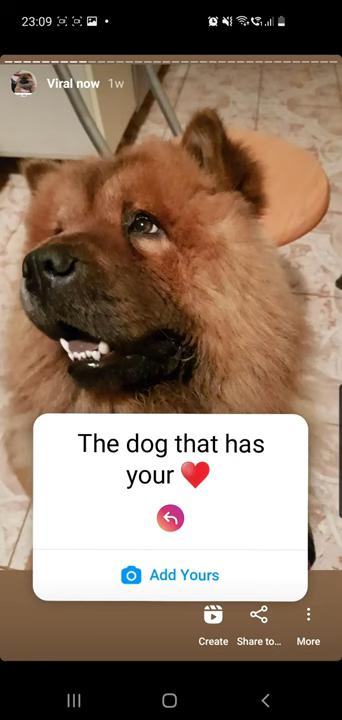 23:09
Viral now 1w
The dog that has
your ❤️
Add Yours
Create Share to... More